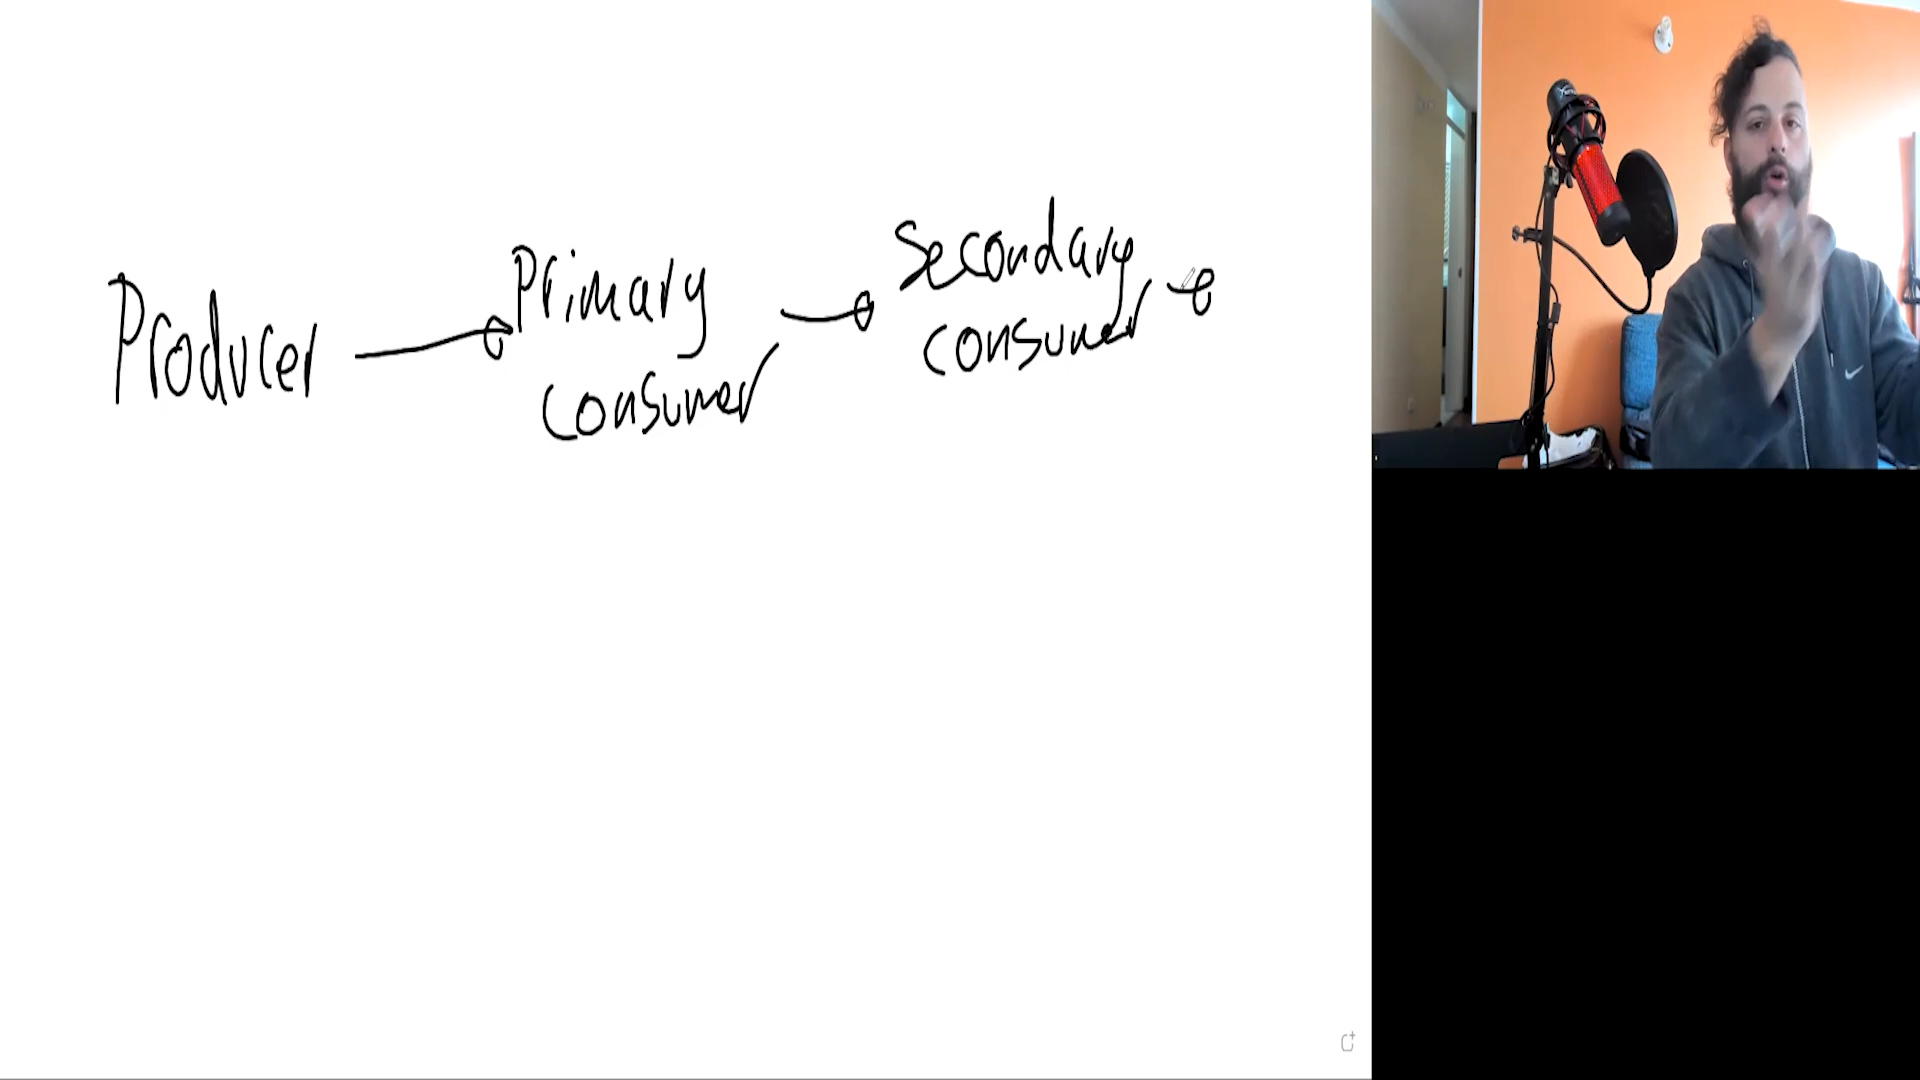 Producer
Primary
consumer
Secondary
consumer